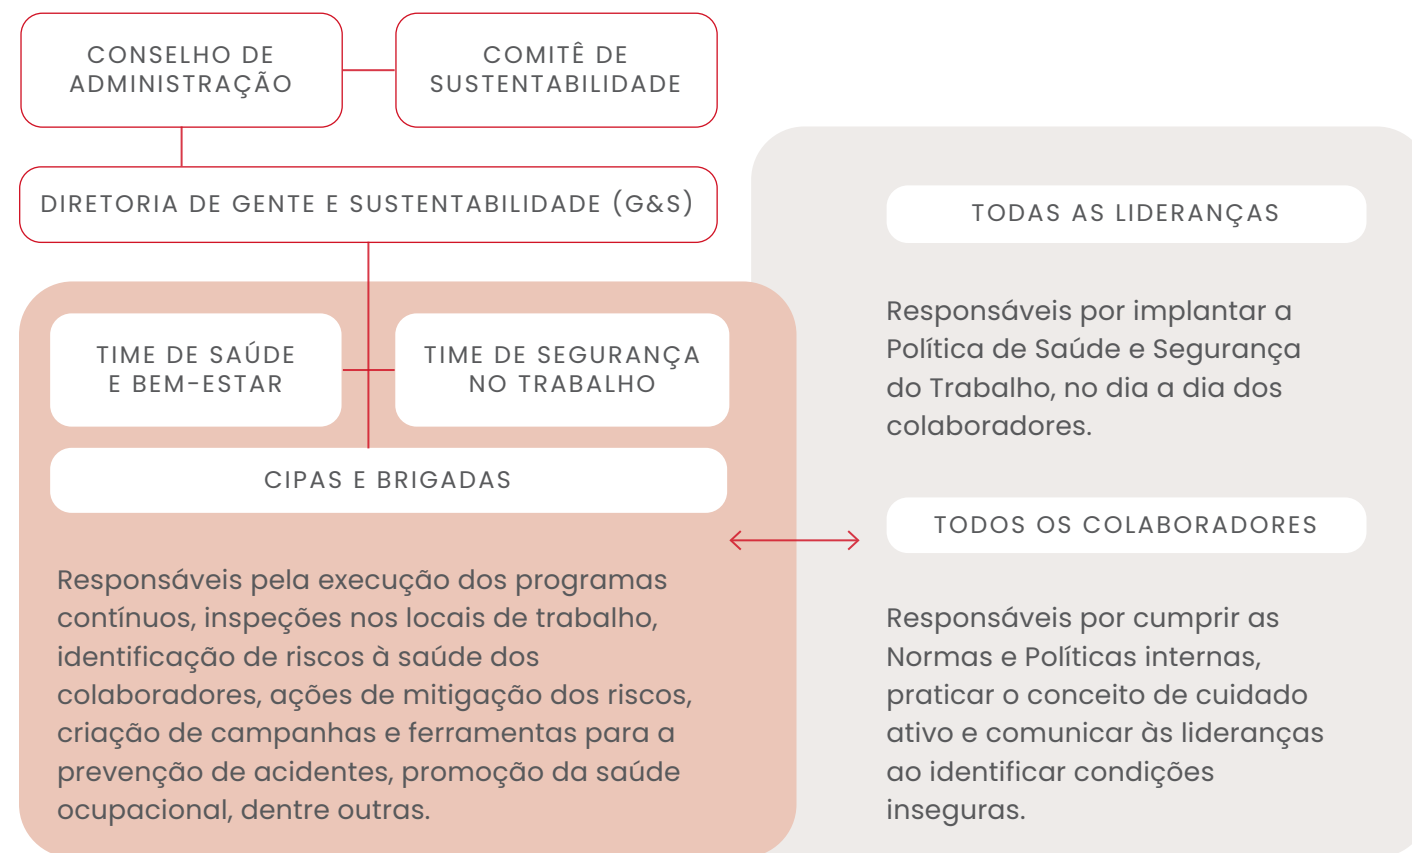 CONSELHO DE
ADMINISTRAÇÃO
COMITÊ DE
SUSTENTABILIDADE
DIRETORIA DE GENTE E SUSTENTABILIDADE (G&S)
TIME DE SAÚDE
E BEM-ESTAR
TIME DE SEGURANÇA
NO TRABALHO
CIPAS E BRIGADAS
Responsáveis pela execução dos programas
contínuos, inspeções nos locais de trabalho,
identificação de riscos à saúde dos
colaboradores, ações de mitigação dos riscos,
criação de campanhas e ferramentas para a
prevenção de acidentes, promoção da saúde
ocupacional, dentre outras.
TODAS AS LIDERANÇAS
Responsáveis por implantar a
Política de Saúde e Segurança
do Trabalho, no dia a dia dos
colaboradores.
TODOS OS COLABORADORES
Responsáveis por cumprir as
Normas e Políticas internas,
praticar o conceito de cuidado
ativo e comunicar às lideranças
ao identificar condições
inseguras.